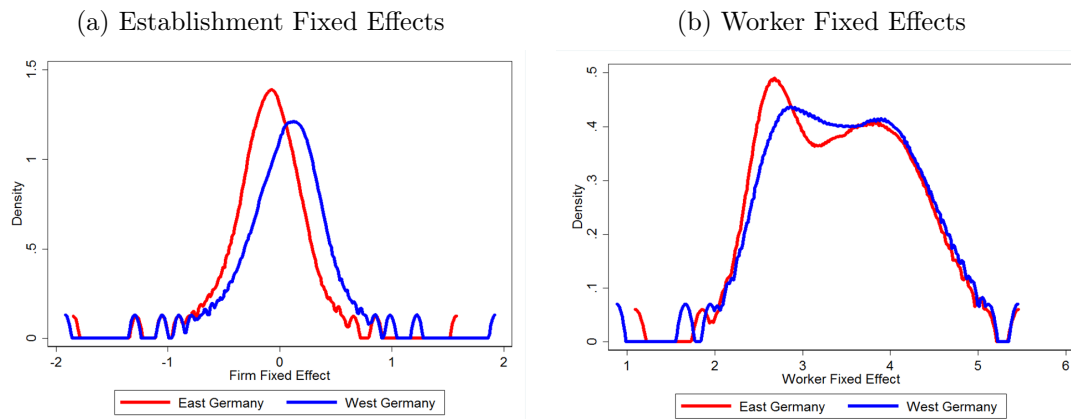 (a) Establishment Fixed Effects
(b) Worker Fixed Effects
Density
0
.5
1
1.5
-2
-1
0
1
2
Firm Fixed Effect
East Germany
West Germany
Density
0
.1
.2
.3
.4
.5
1
2
3
4
5
6
Worker Fixed Effect
East Germany
West Germany